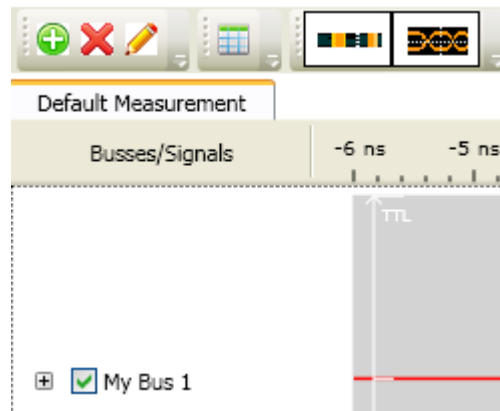 Default Measurement
Busses/Signals
-6 ns
-5 ns
TTL
My Bus 1